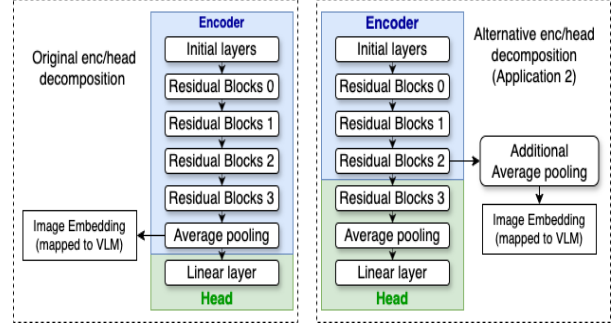 Original enc/head
decomposition
Encoder
Initial layers
Residual Blocks 0
Residual Blocks 1
Residual Blocks 2
Residual Blocks 3
Average pooling
Linear layer
Head
Image Embedding
(mapped to VLM)
Encoder
Initial layers
Residual Blocks 0
Residual Blocks 1
Residual Blocks 2
Residual Blocks 3
Average pooling
Linear layer
Head
Alternative enc/head
decomposition
(Application 2)
Additional
Average pooling
Image Embedding
(mapped to VLM)